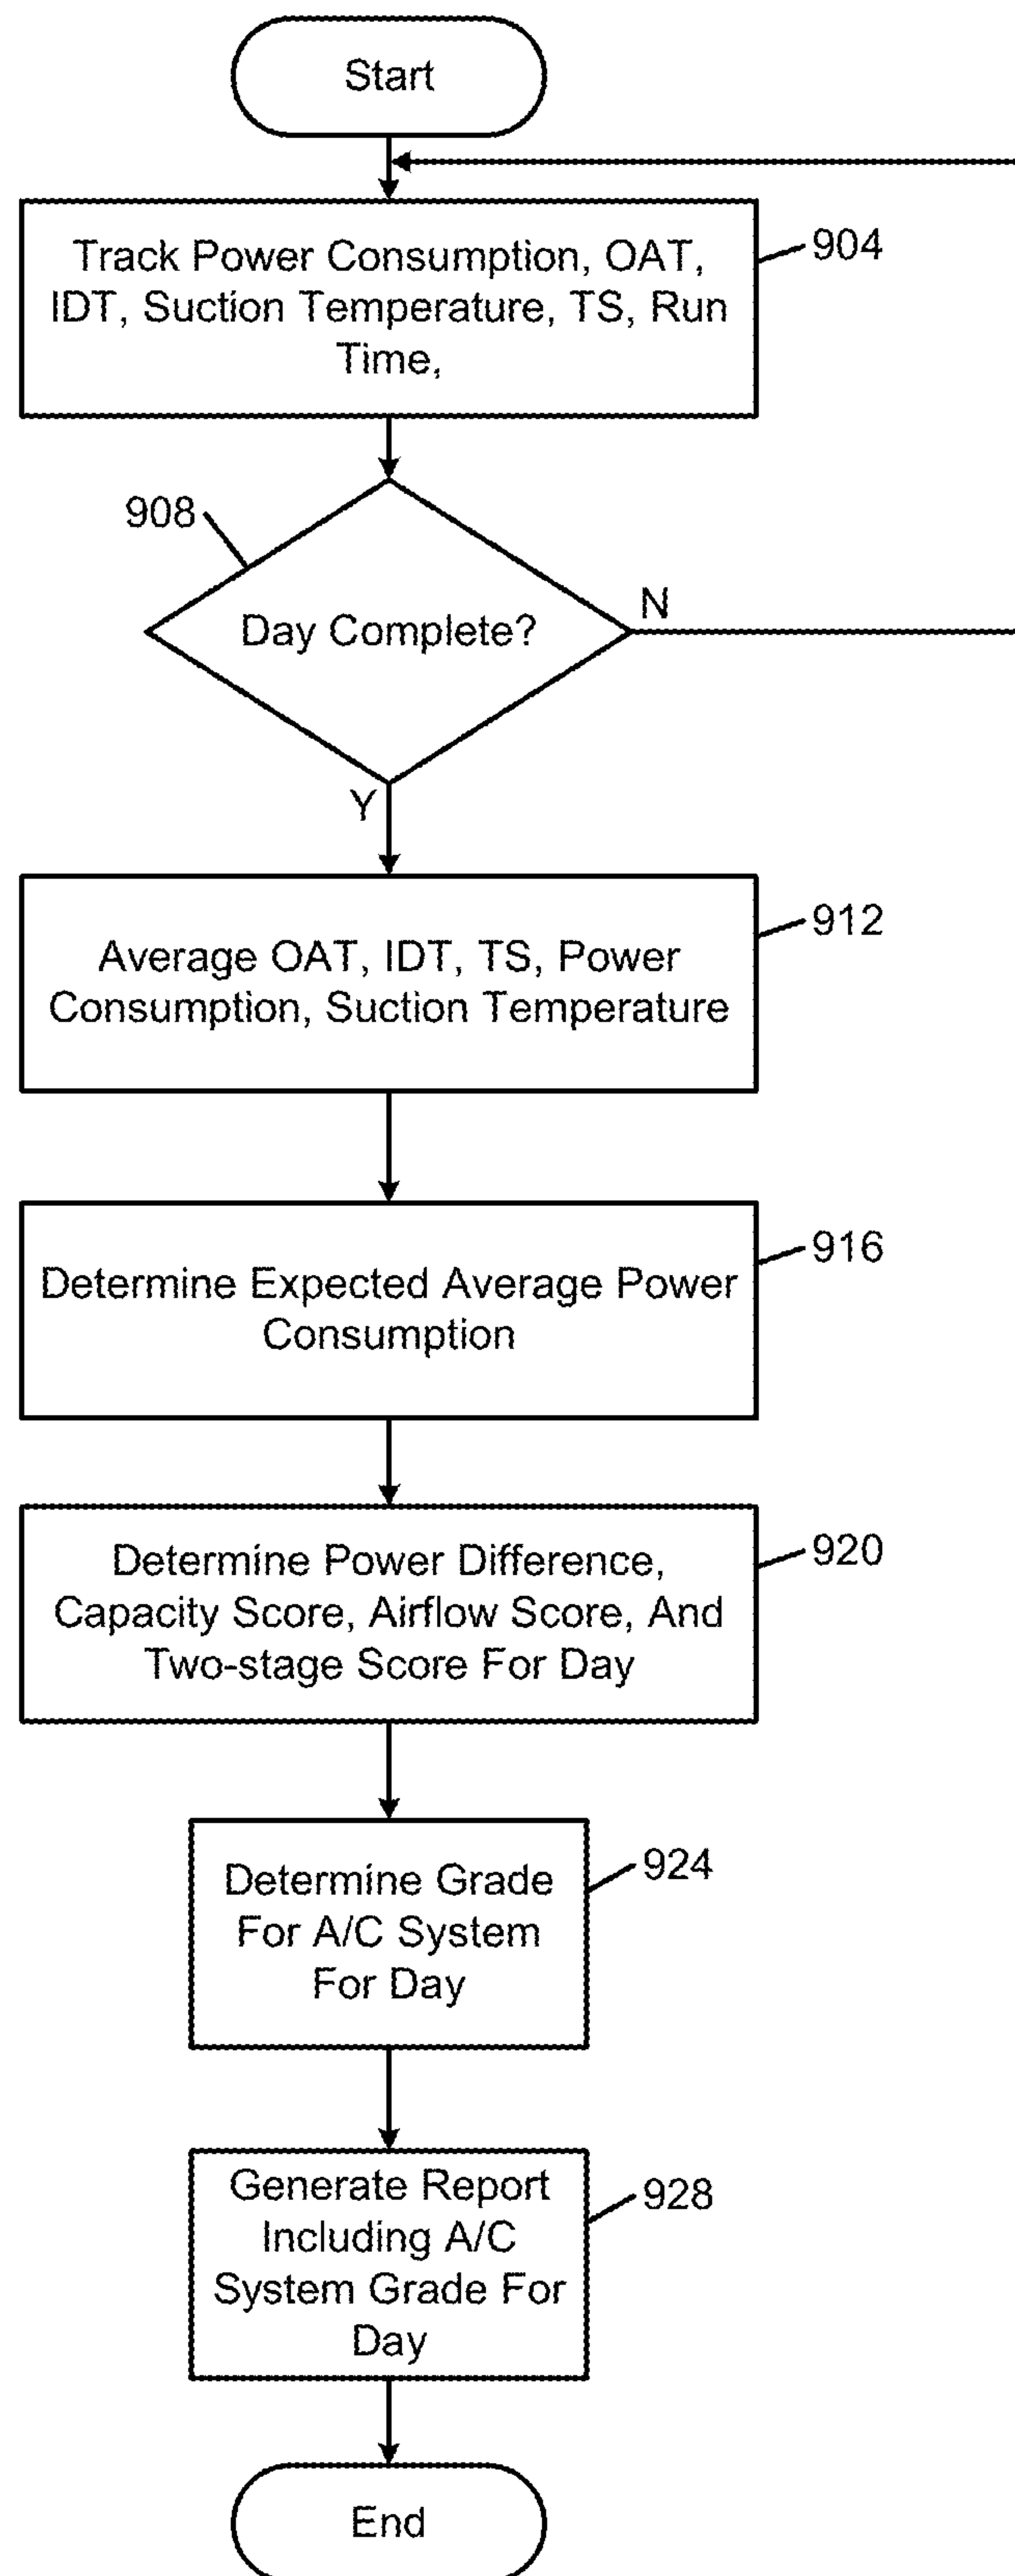 Start
Track Power Consumption, OAT,
IDT, Suction Temperature, TS, Run
Time,
904
908
Day Complete?
N
Y
Average OAT, IDT, TS, Power
Consumption, Suction Temperature
912
Determine Expected Average Power
Consumption
916
Determine Power Difference,
Capacity Score, Airflow Score, And
Two-stage Score For Day
920
Determine Grade
For A/C System
For Day
924
Generate Report
Including A/C
System Grade For
Day
928
End